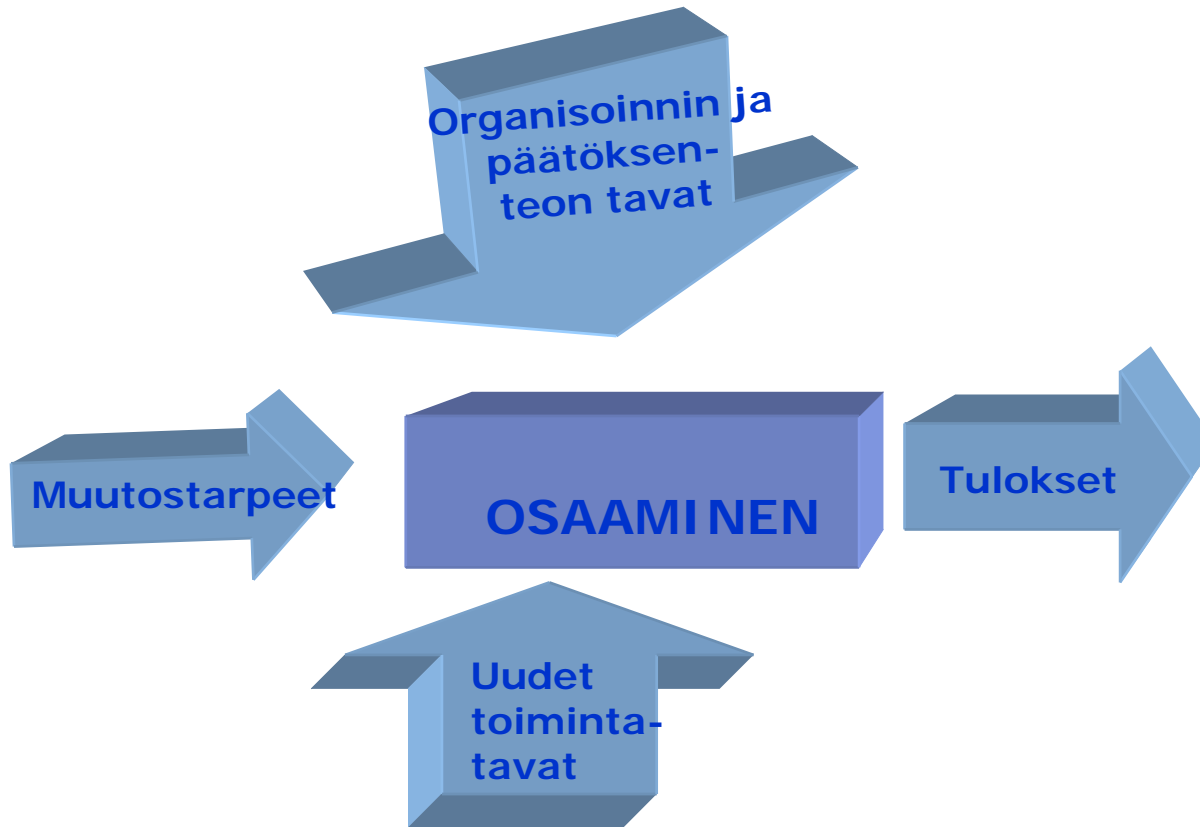 Organisoinnin ja
päätöksen-
teon tavat
Muutostarpeet
OSAAMINEN
Tulokset
Uudet
toiminta-
tavat